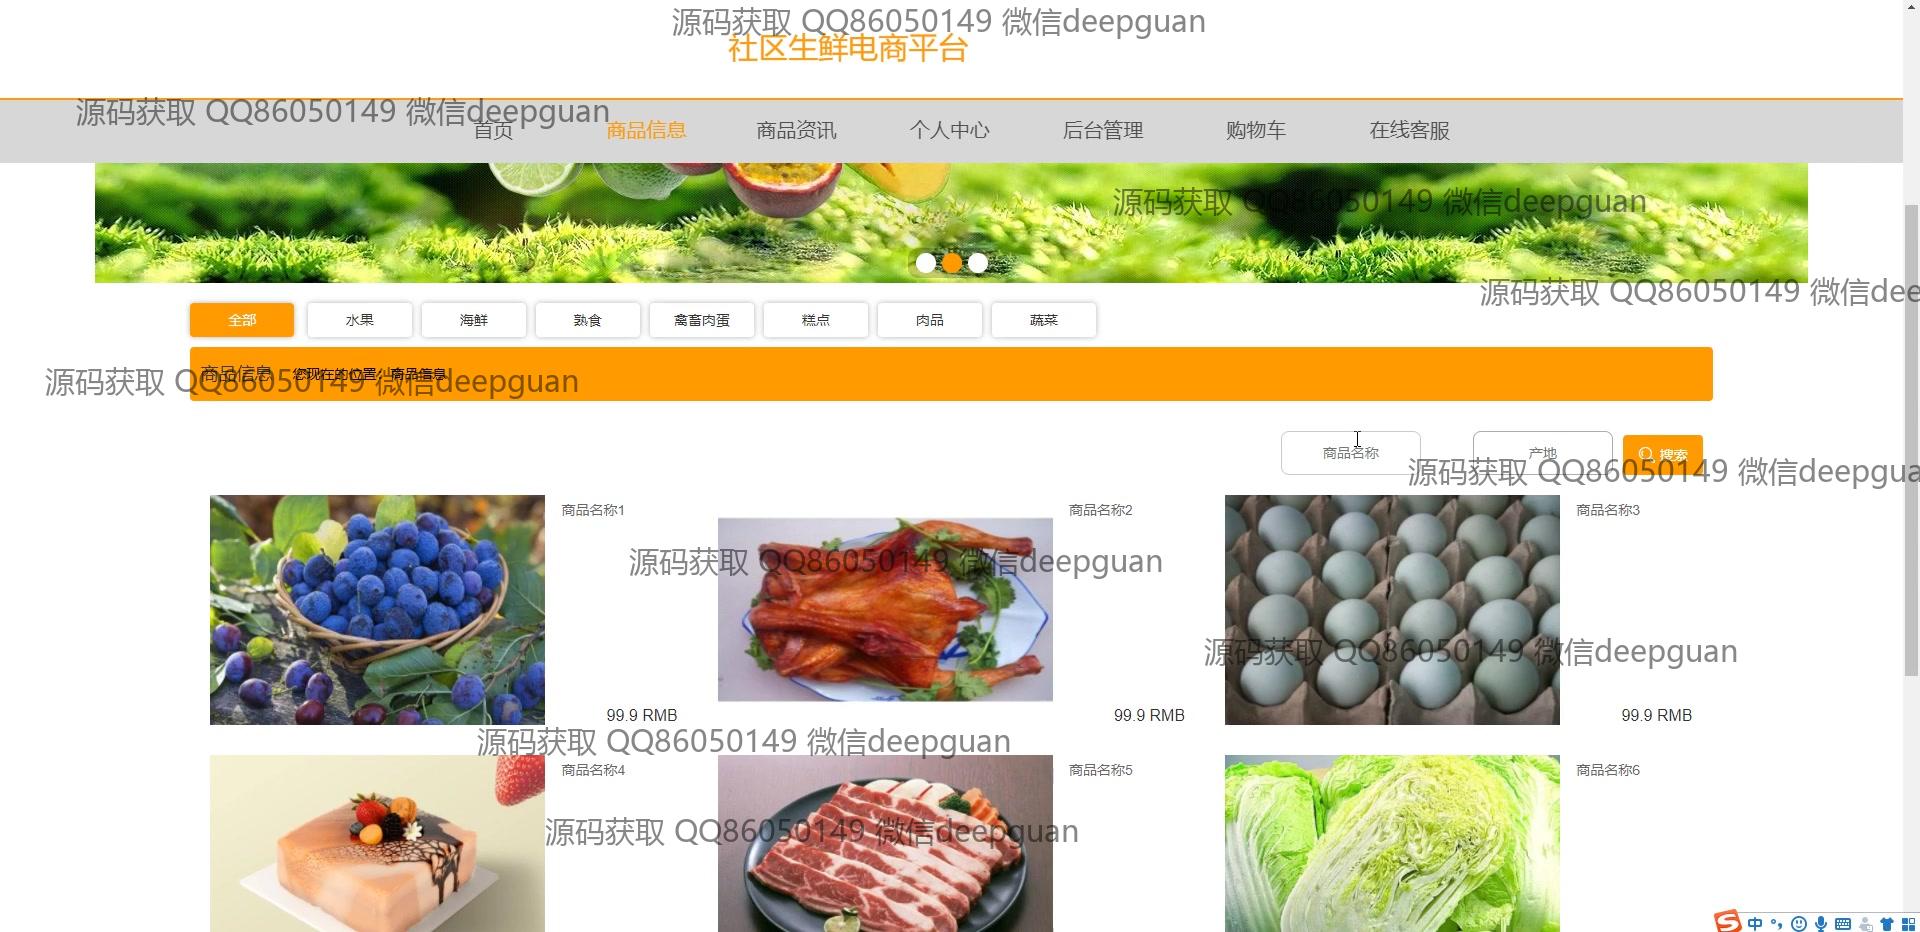 源码获取 QQ86050149 微信deepguan
社区生鲜电商平台
源码获取 QQ86050149 微信deepguan
首页 商品信息 商品资讯 个人中心 后台管理 购物车 在线客服
源码获取 QQ86050149 微信deepguan
源码获取 QQ86050149 微信dee
全部 水果 海鲜 熟食 禽畜肉蛋 糕点 肉品 蔬菜
商品信息 您现在的位置：商品信息
源码获取 QQ86050149 微信deepguan
商品名称 产地 搜索
源码获取 QQ86050149 微信deepgua
商品名称1 商品名称2 商品名称3
源码获取 QQ86050149 微信deepguan
源码获取 QQ86050149 微信deepguan
99.9 RMB 99.9 RMB 99.9 RMB
源码获取 QQ86050149 微信deepguan
商品名称4 商品名称5 商品名称6
源码获取 QQ86050149 微信deepguan
中